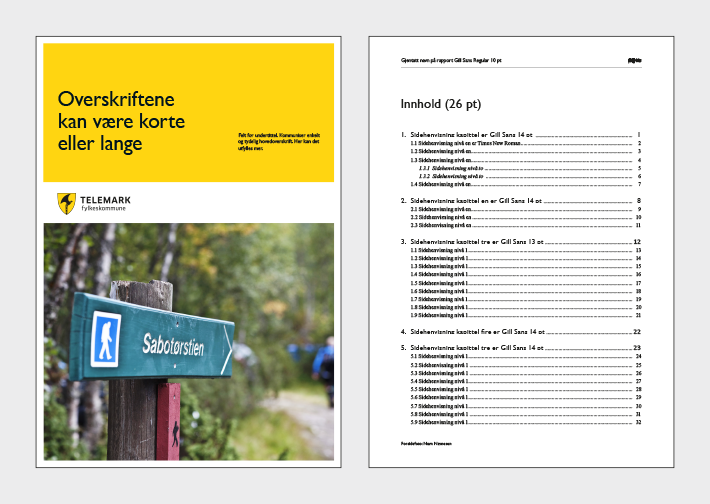 Overskriftene
kan være korte
eller lange
Felt for undertittel. Kommuniser enkelt
og tydelig hovedoverskrift. Her kan det
utfylles mer.
TELEMARK
fylkeskommune
Sabotørstien
Gjentatt navn på rapport Gill Sans Regular 10 pt
Innhold (26 pt)
1. Sidehenvisning kapittel er Gill Sans 14 pt 1
1.1 Sidehenvisning nivå en er Times New Roman 2
1.2 Sidehenvisning nivå en 3
1.3 Sidehenvisning nivå en 4
1.3.1 Sidehenvisning nivå to 5
1.3.2 Sidehenvisning nivå to 6
1.4 Sidehenvisning nivå en 7
2. Sidehenvisning kapittel en er Gill Sans 14 pt 8
2.1 Sidehenvisning nivå en 9
2.2 Sidehenvisning nivå en 10
2.3 Sidehenvisning nivå en 11
3. Sidehenvisning kapittel tre er Gill Sans 13 pt 12
1.1 Sidehenvisning nivå 1 13
1.2 Sidehenvisning nivå 1 14
1.3 Sidehenvisning nivå 1 15
1.4 Sidehenvisning nivå 1 16
1.5 Sidehenvisning nivå 1 17
1.6 Sidehenvisning nivå 1 18
1.7 Sidehenvisning nivå 1 19
1.8 Sidehenvisning nivå 1 20
1.9 Sidehenvisning nivå 1 21
4. Sidehenvisning kapittel fire er Gill Sans 14 pt 22
5. Sidehenvisning kapittel tre er Gill Sans 14 pt 23
5.1 Sidehenvisning nivå 1 24
5.2 Sidehenvisning nivå 1 25
5.3 Sidehenvisning nivå 1 26
5.4 Sidehenvisning nivå 1 27
5.5 Sidehenvisning nivå 1 28
5.6 Sidehenvisning nivå 1 29
5.7 Sidehenvisning nivå 1 30
5.8 Sidehenvisning nivå 1 31
5.9 Sidehenvisning nivå 1 32
Forsidefoto: Navn Navnesen